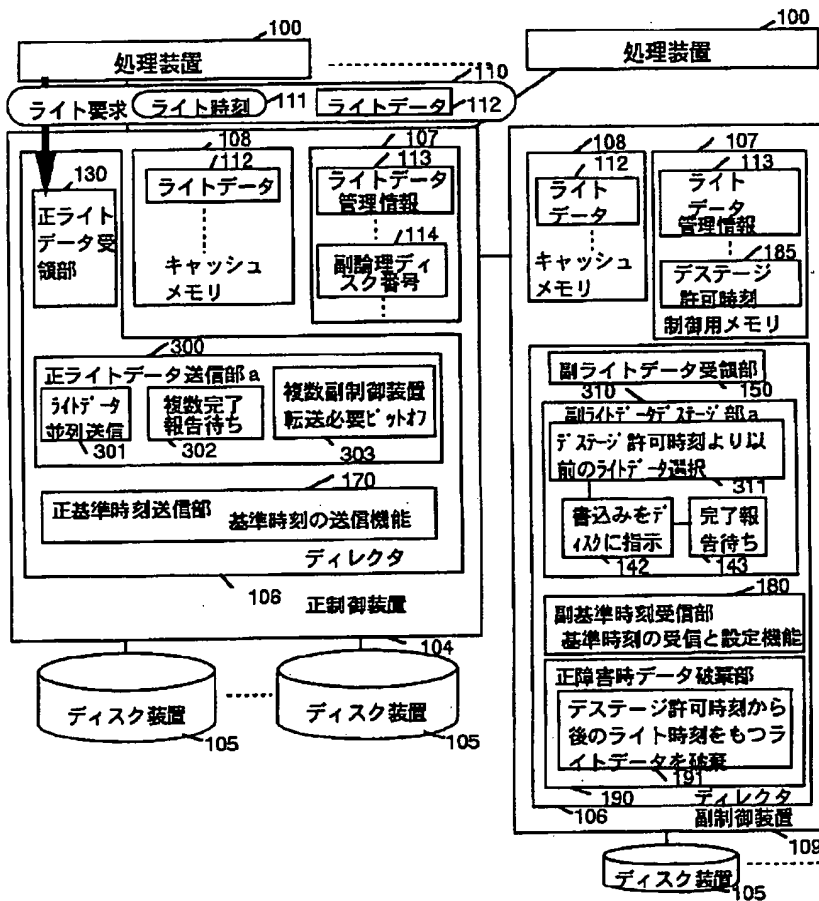 100
処理装置
100
処理装置
110
ライト要求
ライト時刻
111
ライトデータ
112
130
正ライト
データ受
領部
108
112
ライトデータ
キャッシュ
メモリ
107
113
ライトデータ
管理情報
114
副論理ディ
スク番号
300
正ライトデータ送信部a
ライトデータ
並列送信
301
複数完了
報告待ち
302
複数副制御装置
転送必要ビットオフ
303
170
正基準時刻送信部
基準時刻の送信機能
ディレクタ
106
正制御装置
104
ディスク装置
105
ディスク装置
105
108
112
ライト
データ
キャッシュ
メモリ
107
113
ライト
データ
管理情報
185
デステージ
許可時刻
制御用メモリ
副ライトデータ受領部
310
150
副ライトデータデステージ部a
デステージ許可時刻より以
前のライトデータ選択
311
書込みをデ
ィスクに指示
142
完了報
告待ち
143
180
副基準時刻受信部
基準時刻の受信と設定機能
正障害時データ破棄部
デステージ許可時刻から
後のライト時刻をもつラ
イトデータを破棄
191
190
ディレクタ
106
副制御装置
109
ディスク装置
105